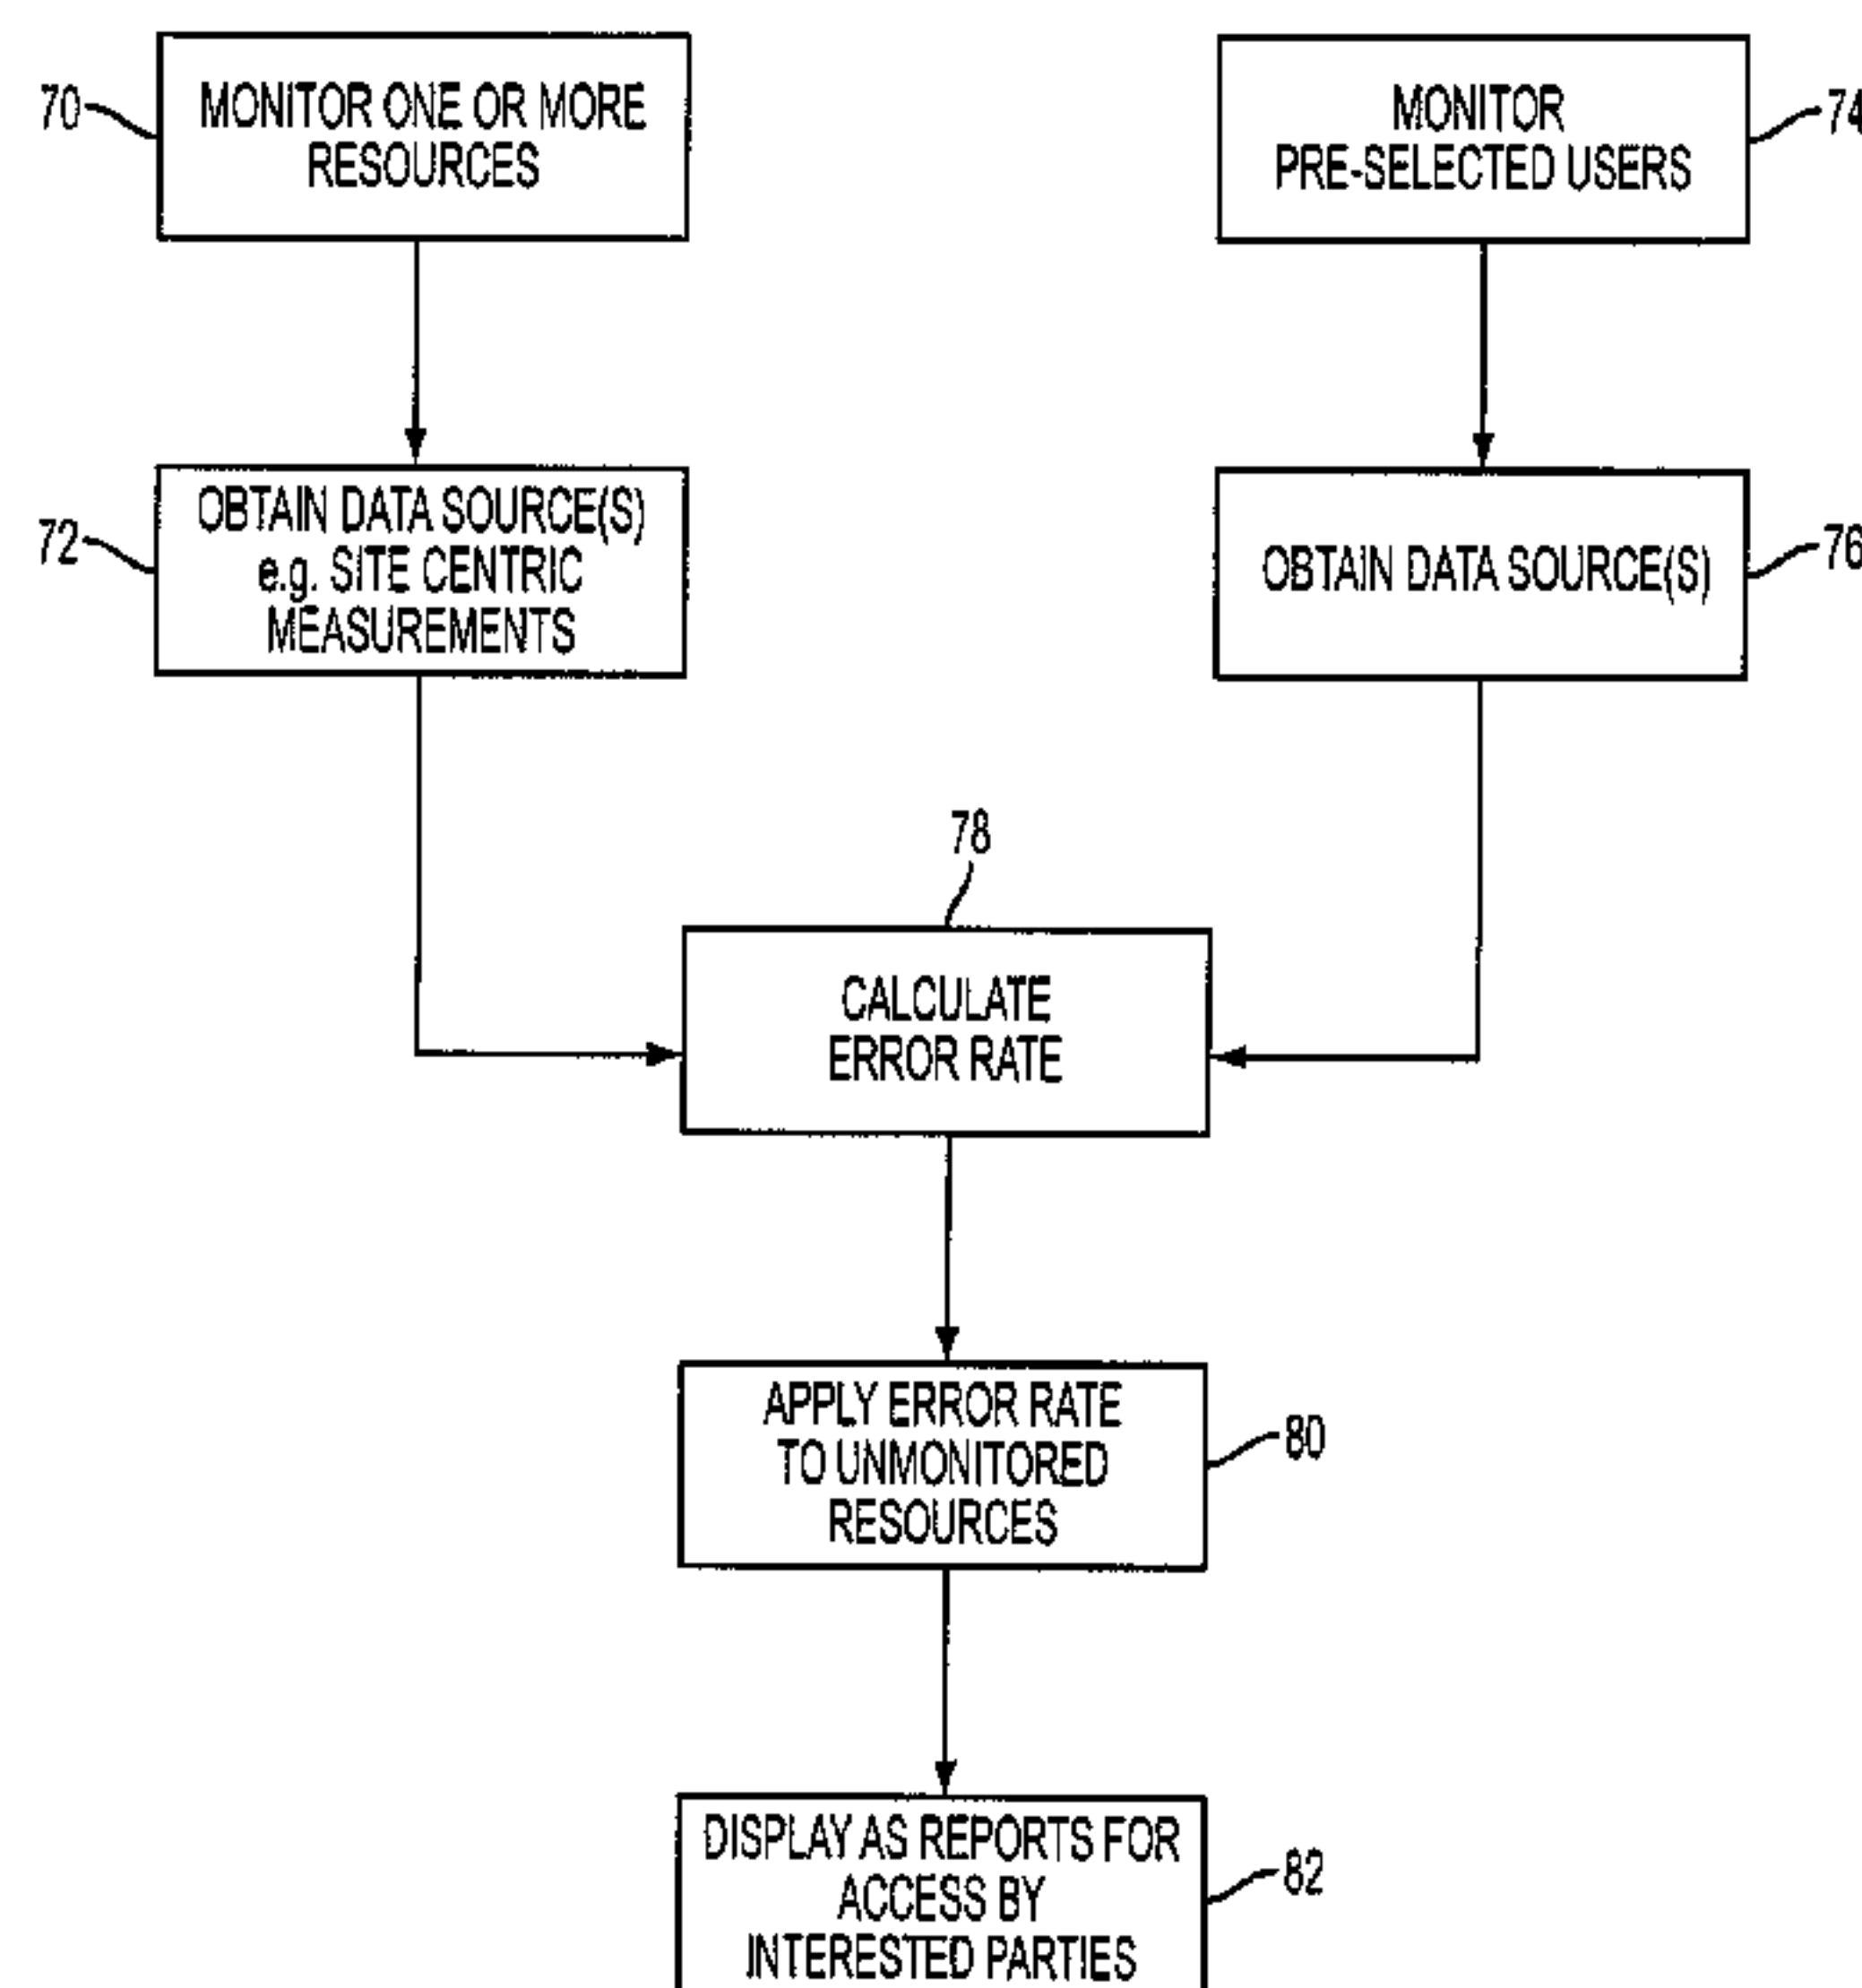 70
MONITOR ONE OR MORE
RESOURCES
MONITOR
PRE-SELECTED USERS
74
72
OBTAIN DATA SOURCE(S)
e.g. SITE CENTRIC
MEASUREMENTS
OBTAIN DATA SOURCE(S)
76
78
CALCULATE
ERROR RATE
APPLY ERROR RATE
TO UNMONITORED
RESOURCES
80
DISPLAY AS REPORTS FOR
ACCESS BY
INTERESTED PARTIES
82